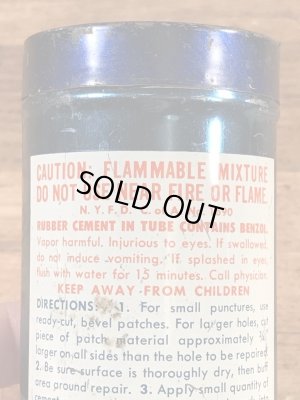 CAUTION: FLAMMABLE MIXTURE
DO NOT USE NEAR FIRE OR FLAME.
SOLD OUT
N. Y. F. D. C. of
RUBBER CEMENT IN TUBE CONTAINS BENZOL.
Vapor harmful. Injurious to eyes. If swallowed,
do not induce vomiting. If splashed in eyes,
flush with water for 15 minutes. Call physician.
KEEP AWAY FROM CHILDREN
DIRECTIONS: 1. For small punctures, use
ready-cut, bevel patches. For larger holes, cut
piece of patch material approximately
larger on all sides than the hole to be repaired.
2. Be sure surface is thoroughly dry, then buff
area around repair. 3. Apply small quantity of